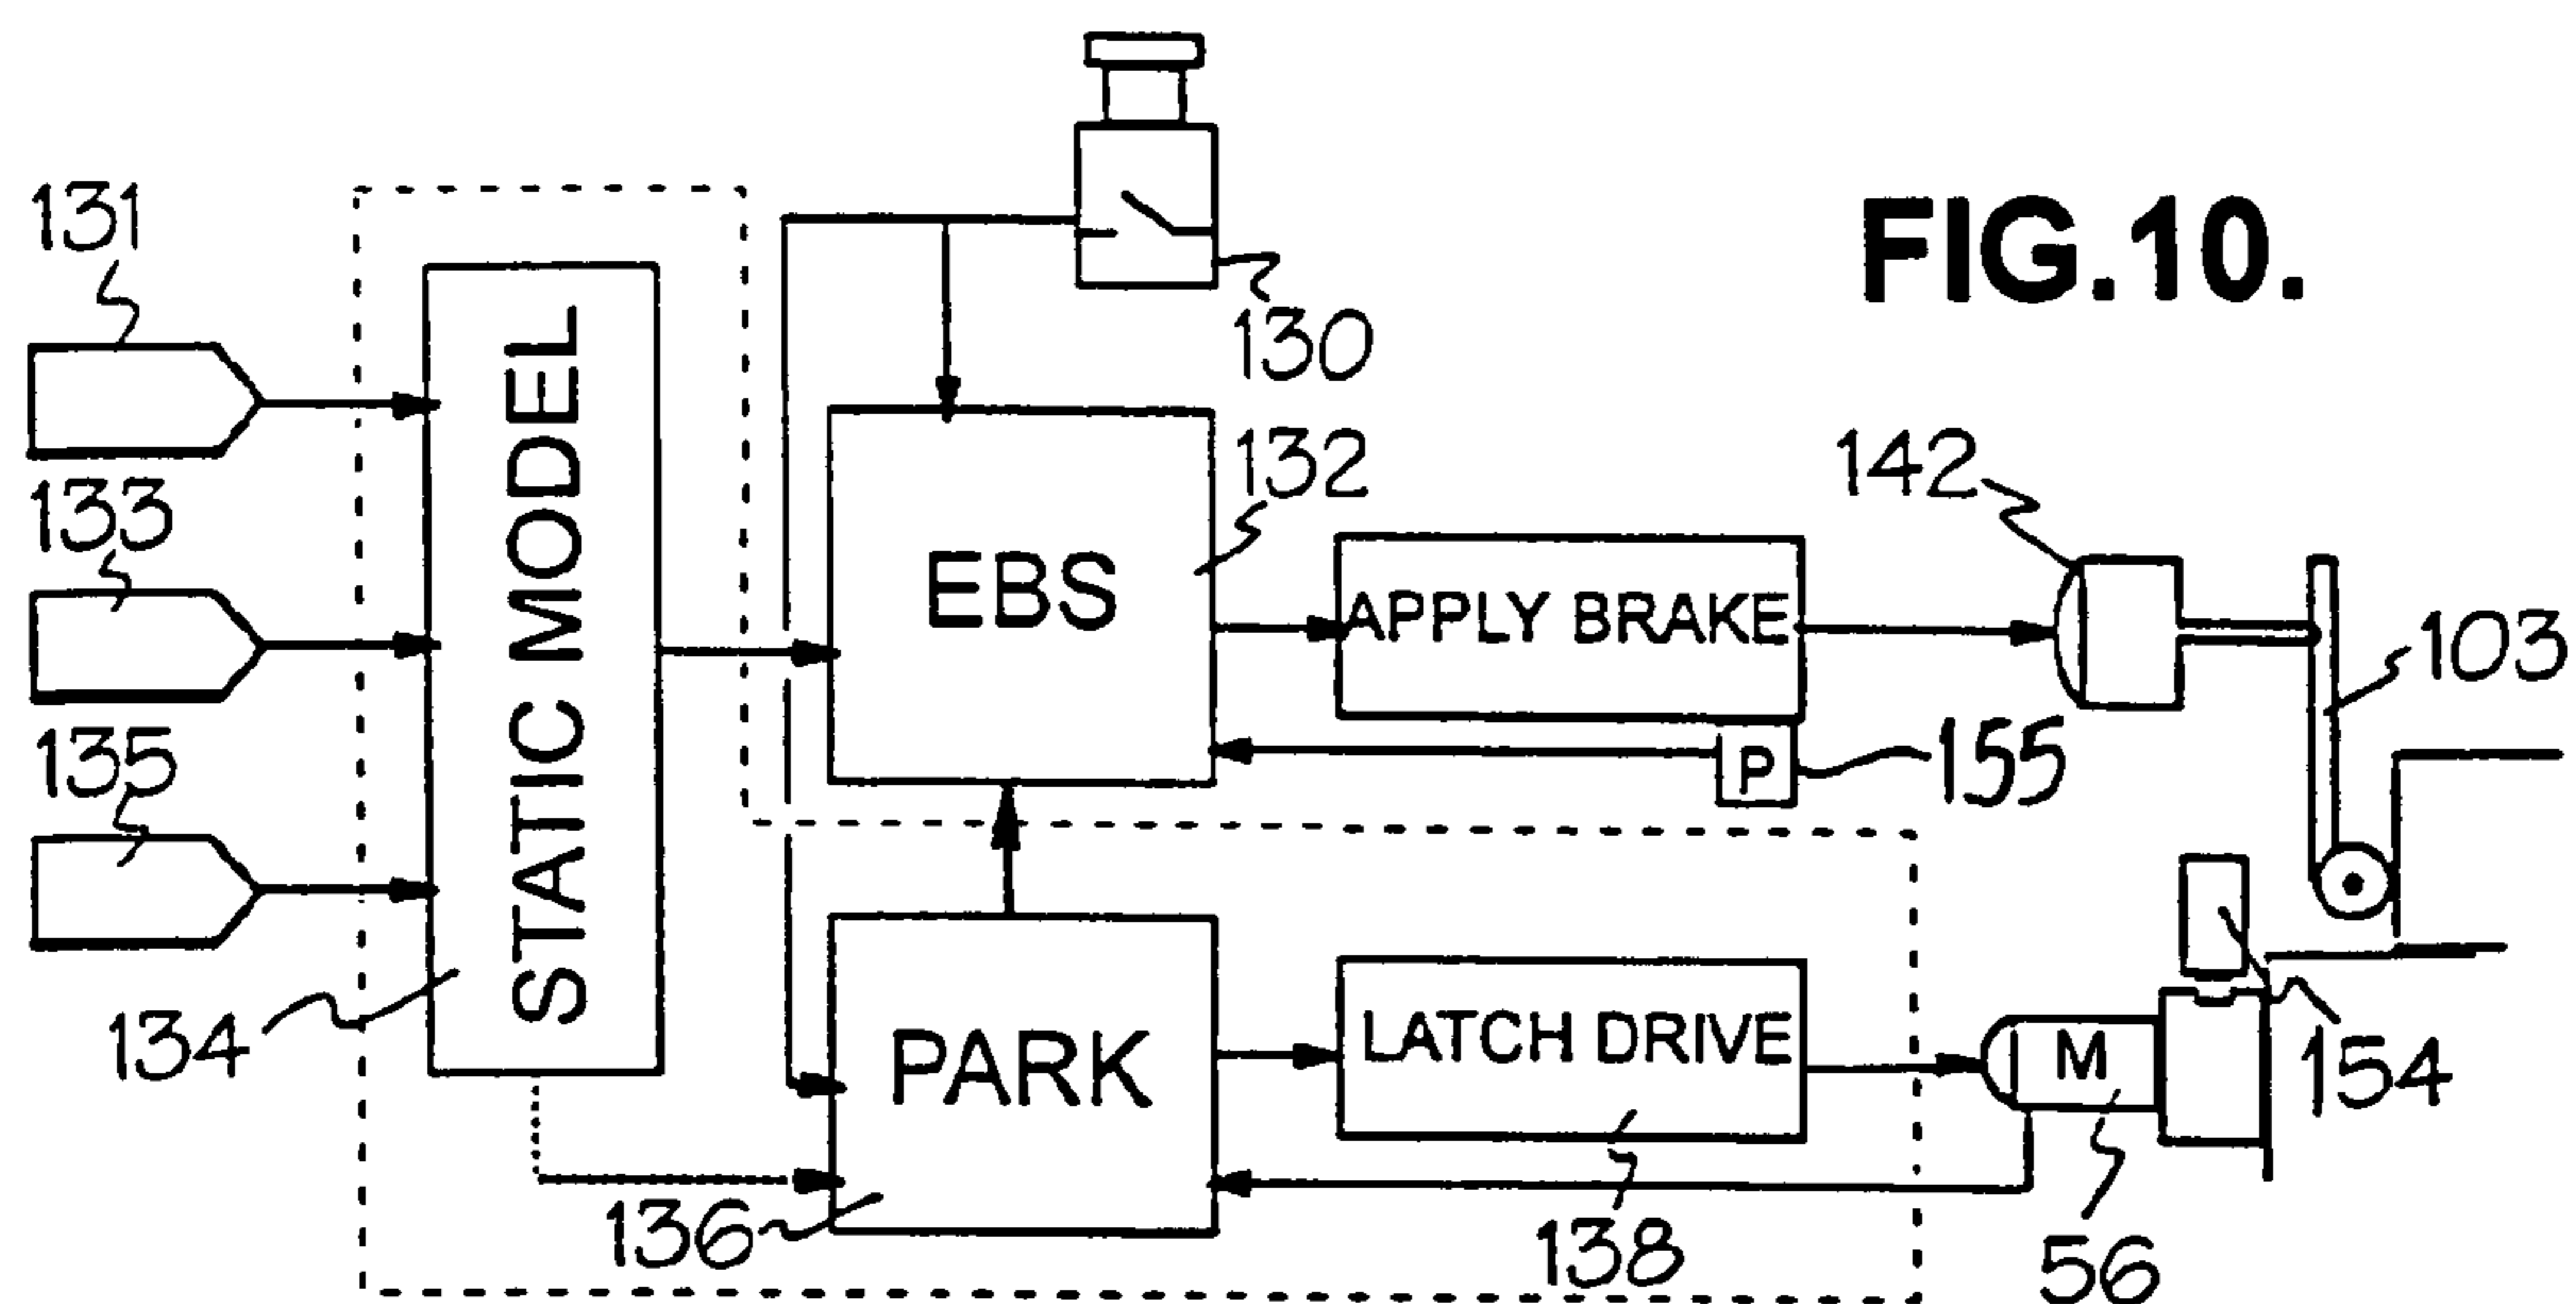 FIG.10.
131
130
133
132
142
135
STATIC MODEL
EBS
APPLY BRAKE
103
P
155
134
PARK
LATCH DRIVE
M
154
136
138
56